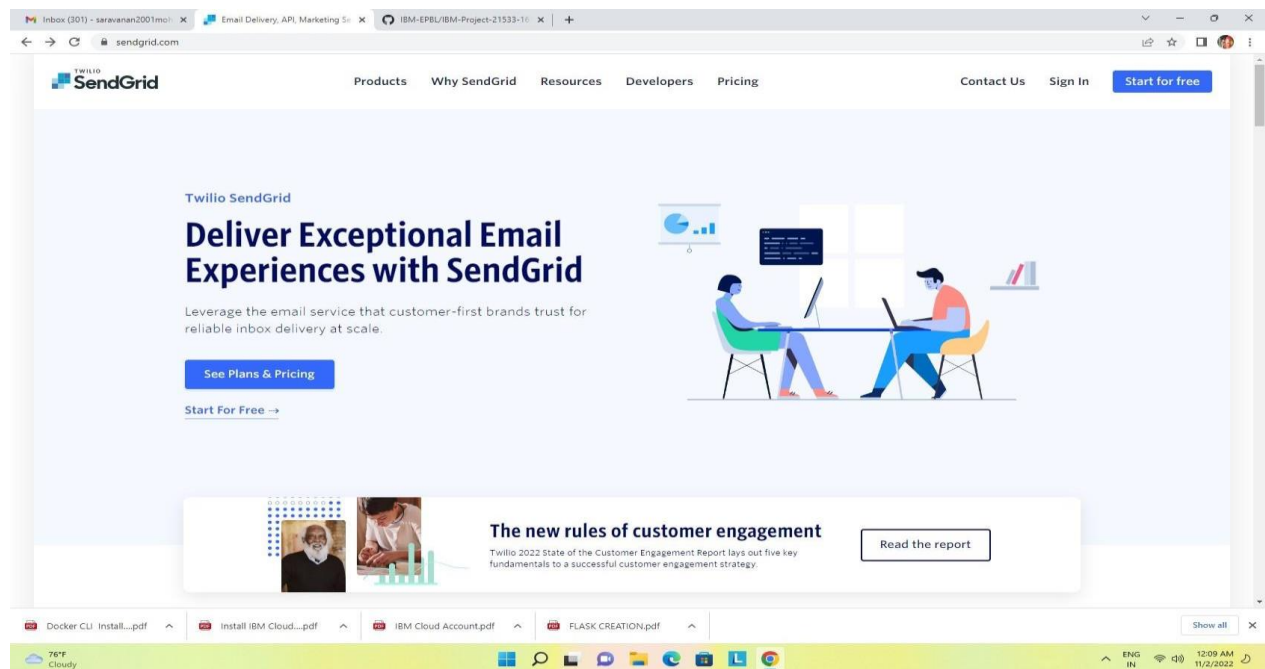 Inbox (301) - saravanan2001moh
Email Delivery, API, Marketing Se
IBM-EPBL/IBM-Project-21533-16
sendgrid.com
TWILIO
SendGrid
Products Why SendGrid Resources Developers Pricing
Contact Us Sign In Start for free
Twilio SendGrid
Deliver Exceptional Email
Experiences with SendGrid
Leverage the email service that customer-first brands trust for
reliable inbox delivery at scale.
See Plans & Pricing
Start For Free →
The new rules of customer engagement
Twilio 2022 State of the Customer Engagement Report lays out five key
fundamentals to a successful customer engagement strategy.
Read the report
Docker CLI Install....pdf
Install IBM Cloud....pdf
IBM Cloud Account.pdf
FLASK CREATION.pdf
Show all
76°F
Cloudy
ENG
IN
12:09 AM
11/2/2022